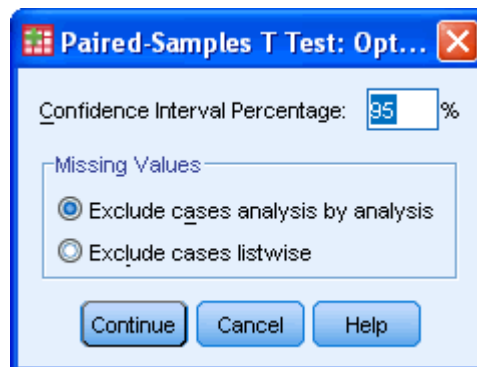 Paired-Samples T Test: Opt...
Confidence Interval Percentage: 95 %
Missing Values
Exclude cases analysis by analysis
Exclude cases listwise
Continue Cancel Help